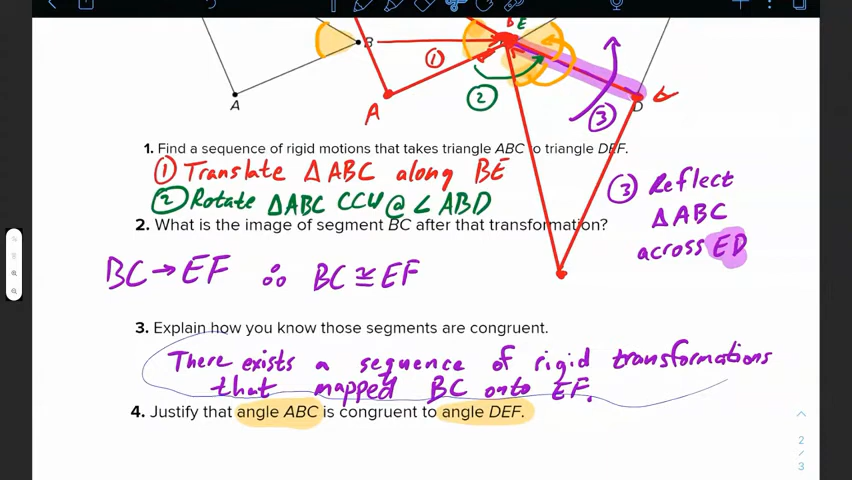 B E
B
①
A
A
②
③
D
1. Find a sequence of rigid motions that takes triangle ABC to triangle DEF.
① Translate △ABC along BE
② Rotate △ABC CCW @ ∠ABD
③ Reflect
△ABC
across ED
2. What is the image of segment BC after that transformation?
BC → EF ∴ BC ≅ EF
3. Explain how you know those segments are congruent.
There exists a sequence of rigid transformations
that mapped BC onto EF.
4. Justify that angle ABC is congruent to angle DEF.
2
/
3